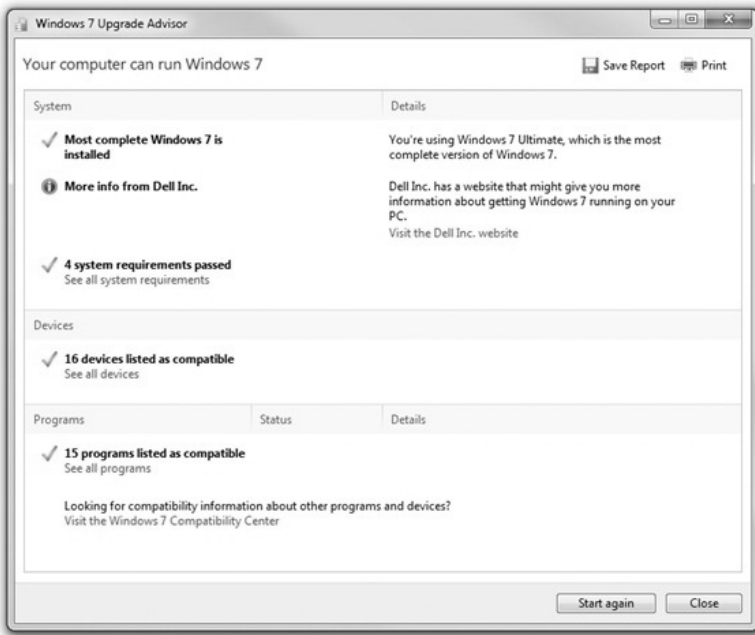 Windows 7 Upgrade Advisor
Your computer can run Windows 7
Save Report
Print
System
Details
Most complete Windows 7 is
installed
You're using Windows 7 Ultimate, which is the most
complete version of Windows 7.
More info from Dell Inc.
Dell Inc. has a website that might give you more
information about getting Windows 7 running on your
PC.
Visit the Dell Inc. website
4 system requirements passed
See all system requirements
Devices
16 devices listed as compatible
See all devices
Programs
Status
Details
15 programs listed as compatible
See all programs
Looking for compatibility information about other programs and devices?
Visit the Windows 7 Compatibility Center
Start again
Close